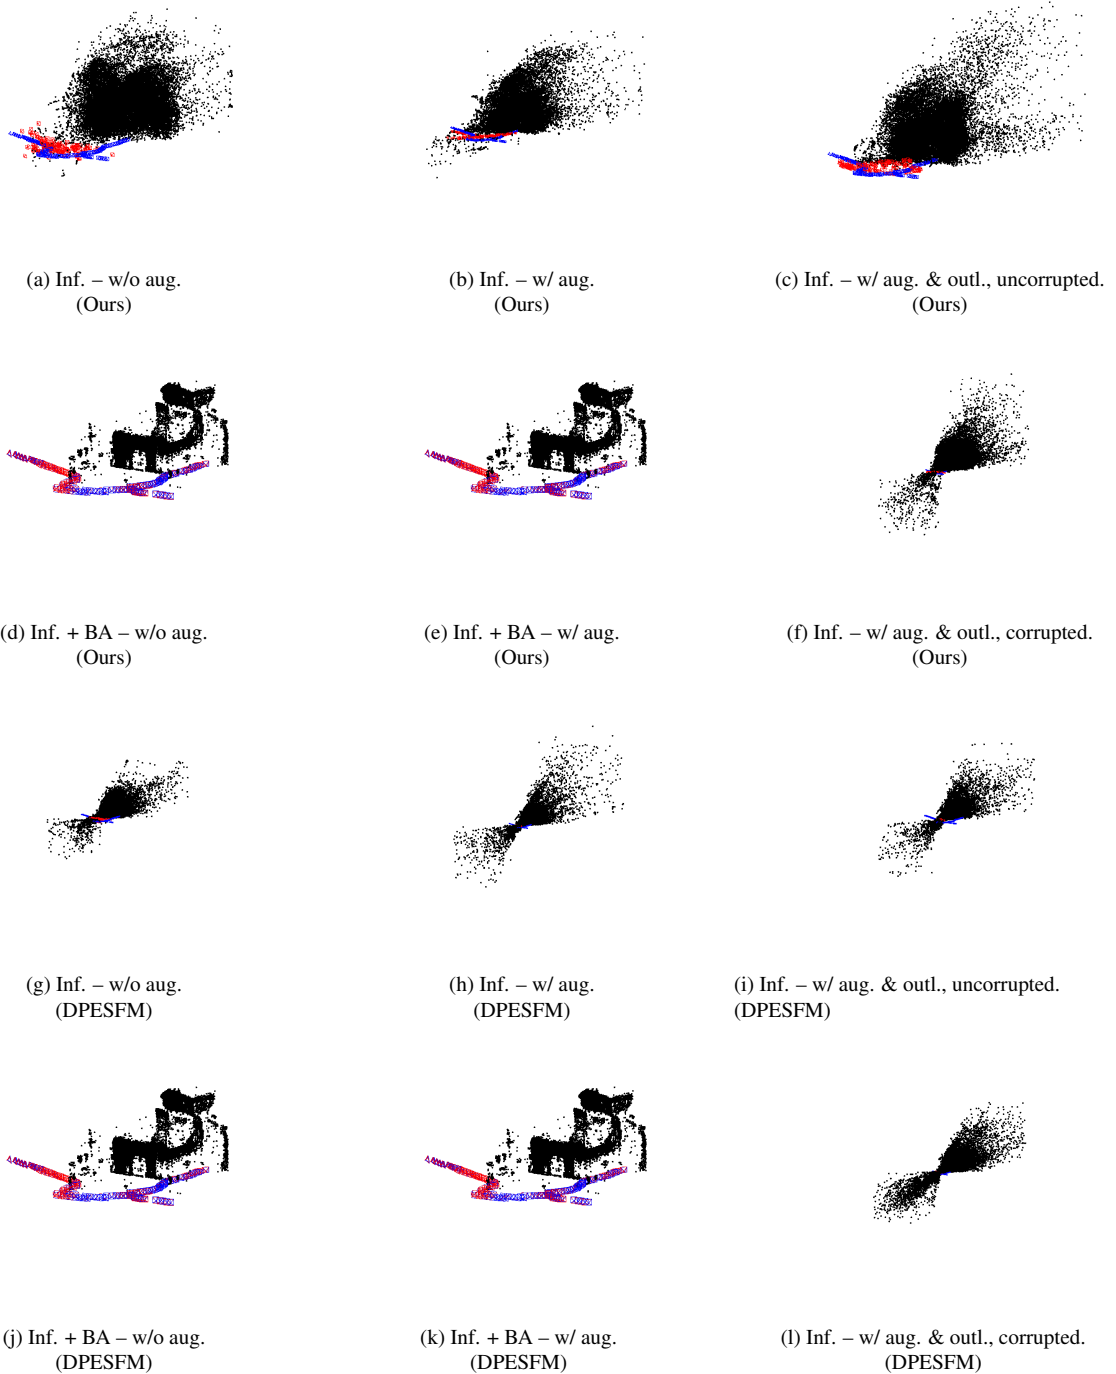 (a) Inf. – w/o aug.
(Ours)
(b) Inf. – w/ aug.
(Ours)
(c) Inf. – w/ aug. & outl., uncorrupted.
(Ours)
(d) Inf. + BA – w/o aug.
(Ours)
(e) Inf. + BA – w/ aug.
(Ours)
(f) Inf. – w/ aug. & outl., corrupted.
(Ours)
(g) Inf. – w/o aug.
(DPESFM)
(h) Inf. – w/ aug.
(DPESFM)
(i) Inf. – w/ aug. & outl., uncorrupted.
(DPESFM)
(j) Inf. + BA – w/o aug.
(DPESFM)
(k) Inf. + BA – w/ aug.
(DPESFM)
(l) Inf. – w/ aug. & outl., corrupted.
(DPESFM)